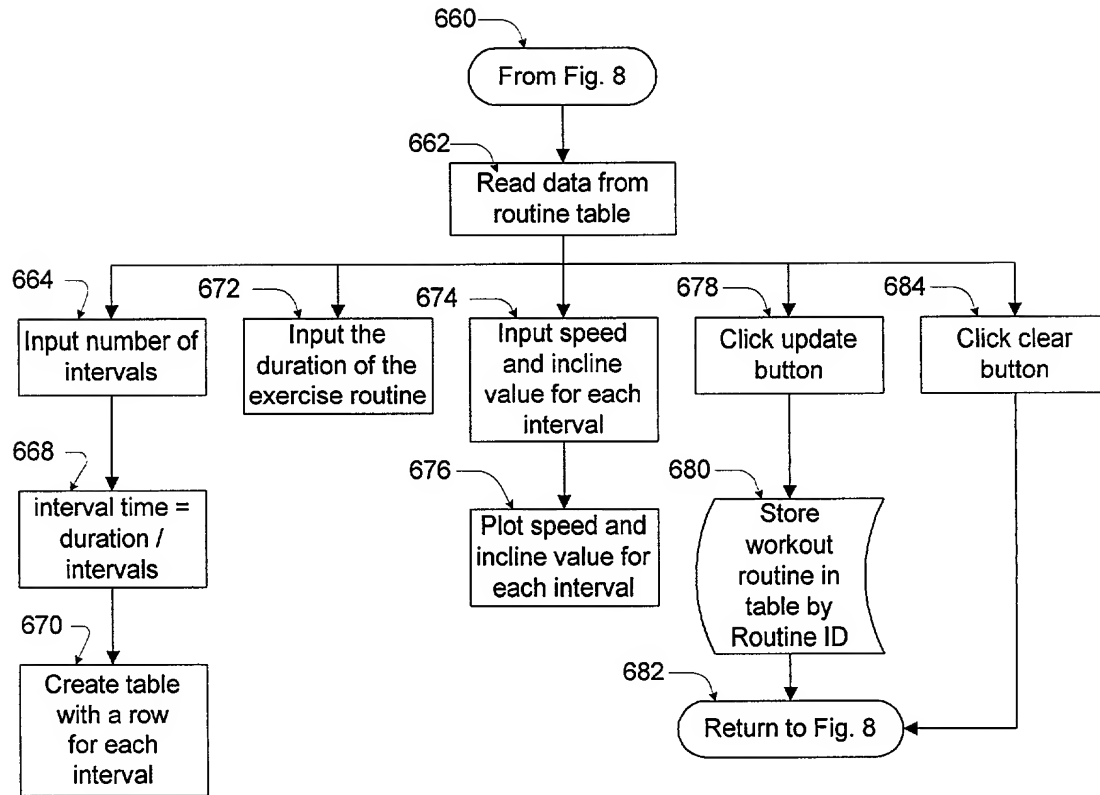 660
From Fig. 8
662
Read data from
routine table
664
Input number of
intervals
668
interval time =
duration /
intervals
670
Create table
with a row
for each
interval
672
Input the
duration of the
exercise routine
674
Input speed
and incline
value for each
interval
676
Plot speed and
incline value for
each interval
678
Click update
button
680
Store
workout
routine in
table by
Routine ID
682
Return to Fig. 8
684
Click clear
button